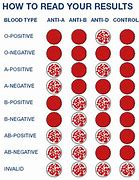 HOW TO READ YOUR RESULTS
BLOOD TYPE ANTI-A ANTI-B ANTI-D CONTROL
O-POSITIVE
O-NEGATIVE
A-POSITIVE
A-NEGATIVE
B-POSITIVE
B-NEGATIVE
AB-POSITIVE
AB-NEGATIVE
INVALID